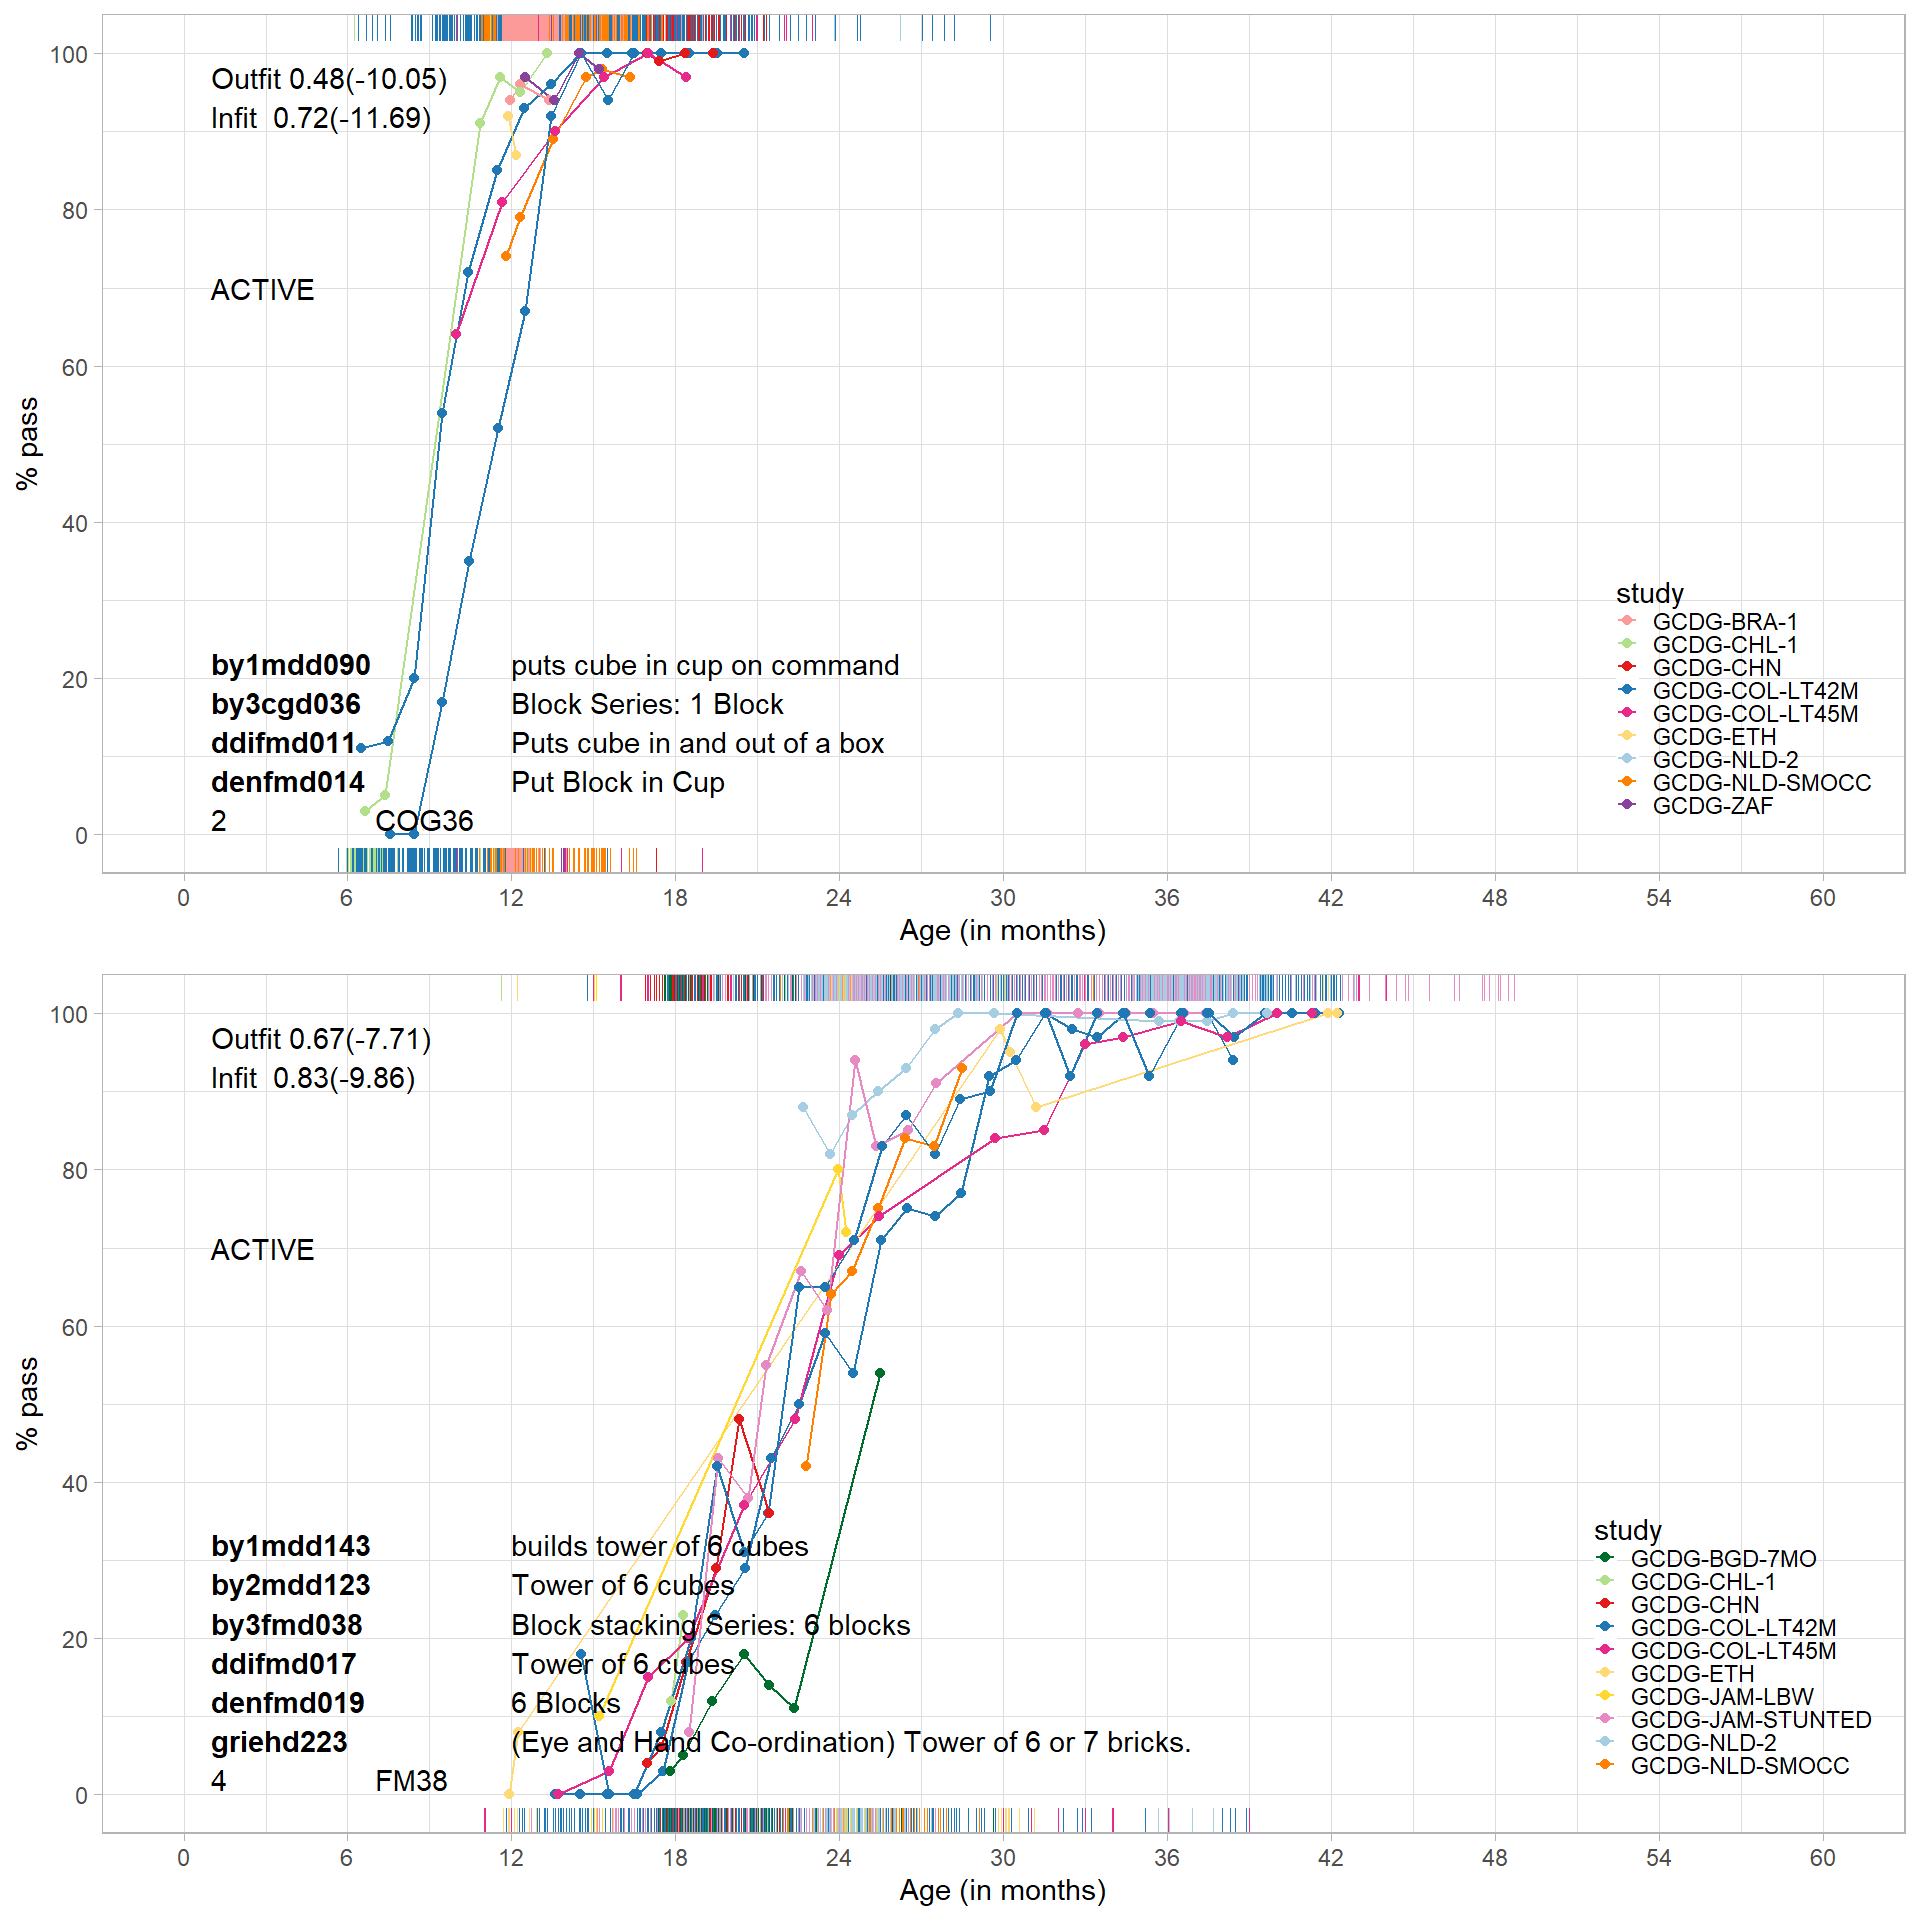 100
80
60
40
20
0
% pass
Outfit 0.48(-10.05)
Infit  0.72(-11.69)
ACTIVE
by1mdd090 puts cube in cup on command
by3cgd036 Block Series: 1 Block
ddifmd011 Puts cube in and out of a box
denfmd014 Put Block in Cup
2 COG36
study
GCDG-BRA-1
GCDG-CHL-1
GCDG-CHN
GCDG-COL-LT42M
GCDG-COL-LT45M
GCDG-ETH
GCDG-NLD-2
GCDG-NLD-SMOCC
GCDG-ZAF
0 6 12 18 24 30 36 42 48 54 60
Age (in months)
100
80
60
40
20
0
% pass
Outfit 0.67(-7.71)
Infit  0.83(-9.86)
ACTIVE
by1mdd143 builds tower of 6 cubes
by2mdd123 Tower of 6 cubes
by3fmd038 Block stacking Series: 6 blocks
ddifmd017 Tower of 6 cubes
denfmd019 6 Blocks
griehd223 (Eye and Hand Co-ordination) Tower of 6 or 7 bricks.
4 FM38
study
GCDG-BGD-7MO
GCDG-CHL-1
GCDG-CHN
GCDG-COL-LT42M
GCDG-COL-LT45M
GCDG-ETH
GCDG-JAM-LBW
GCDG-JAM-STUNTED
GCDG-NLD-2
GCDG-NLD-SMOCC
0 6 12 18 24 30 36 42 48 54 60
Age (in months)